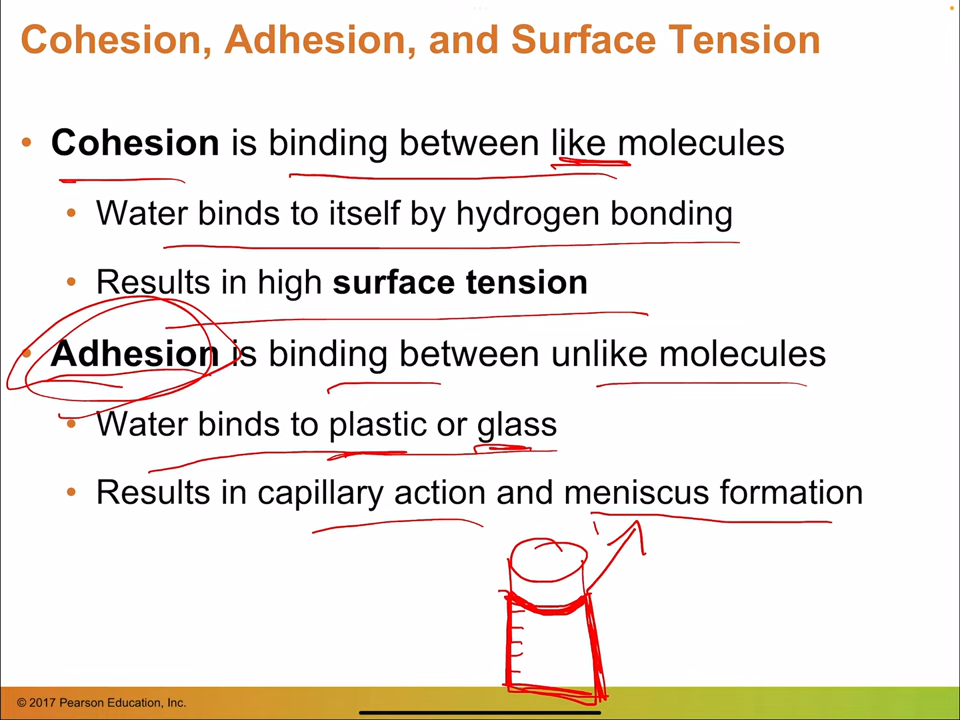 Cohesion, Adhesion, and Surface Tension
• Cohesion is binding between like molecules
• Water binds to itself by hydrogen bonding
• Results in high surface tension
• Adhesion is binding between unlike molecules
• Water binds to plastic or glass
• Results in capillary action and meniscus formation
© 2017 Pearson Education, Inc.